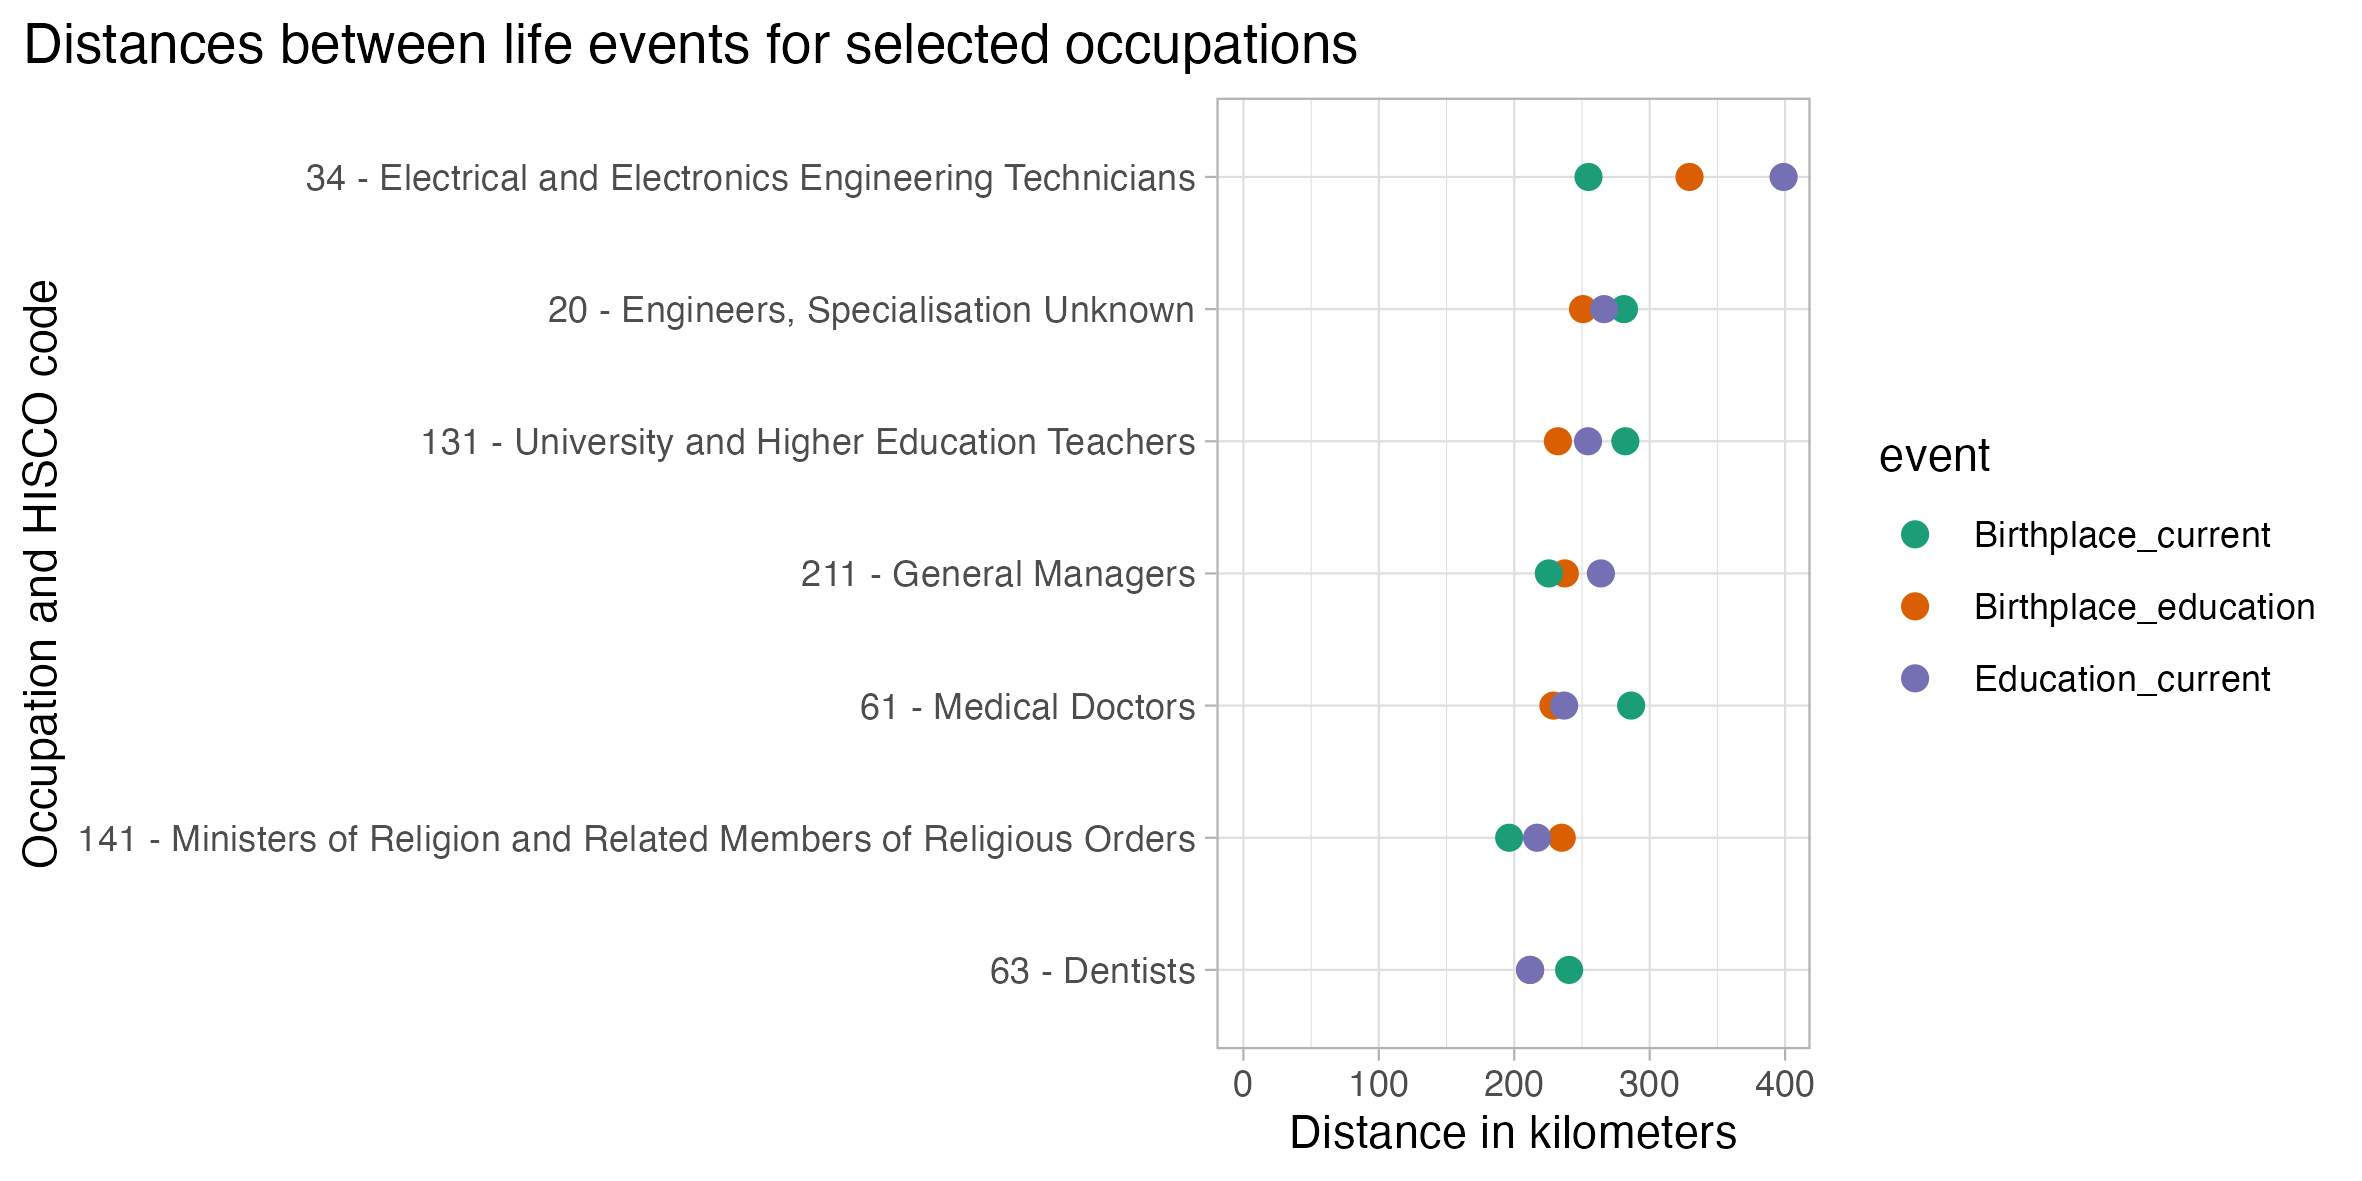 Distances between life events for selected occupations
Occupation and HISCO code
34 - Electrical and Electronics Engineering Technicians
20 - Engineers, Specialisation Unknown
131 - University and Higher Education Teachers
211 - General Managers
61 - Medical Doctors
141 - Ministers of Religion and Related Members of Religious Orders
63 - Dentists
0 100 200 300 400
Distance in kilometers
event
Birthplace_current
Birthplace_education
Education_current